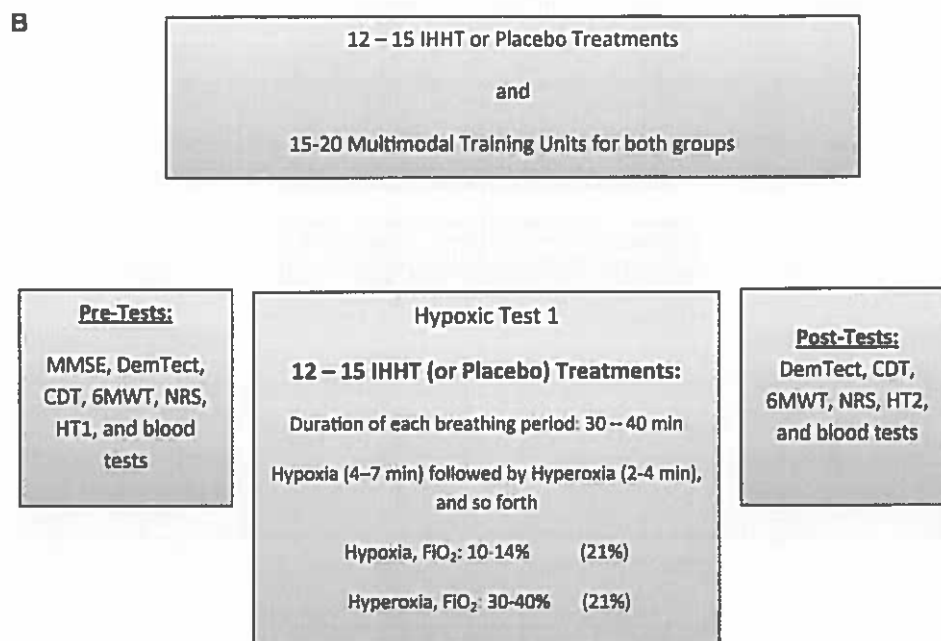 B
12 – 15 IHHT or Placebo Treatments
and
15-20 Multimodal Training Units for both groups
Pre-Tests:
MMSE, DemTect,
CDT, 6MWT, NRS,
HT1, and blood
tests
Hypoxic Test 1
12 – 15 IHHT (or Placebo) Treatments:
Duration of each breathing period: 30 – 40 min
Hypoxia (4–7 min) followed by Hyperoxia (2-4 min),
and so forth
Hypoxia, FiO₂: 10-14% (21%)
Hyperoxia, FiO₂: 30-40% (21%)
Post-Tests:
DemTect, CDT,
6MWT, NRS, HT2,
and blood tests